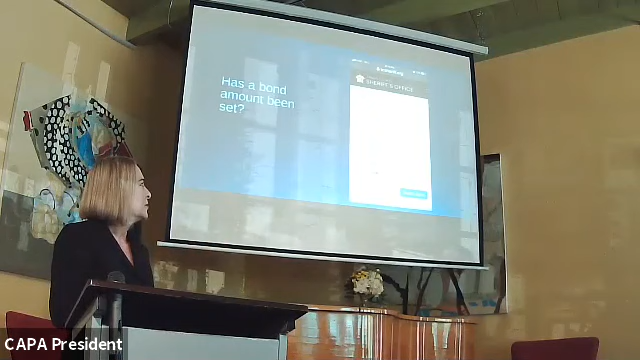 Has a bond
amount been
set?
SHERIFF'S OFFICE
CAPA President